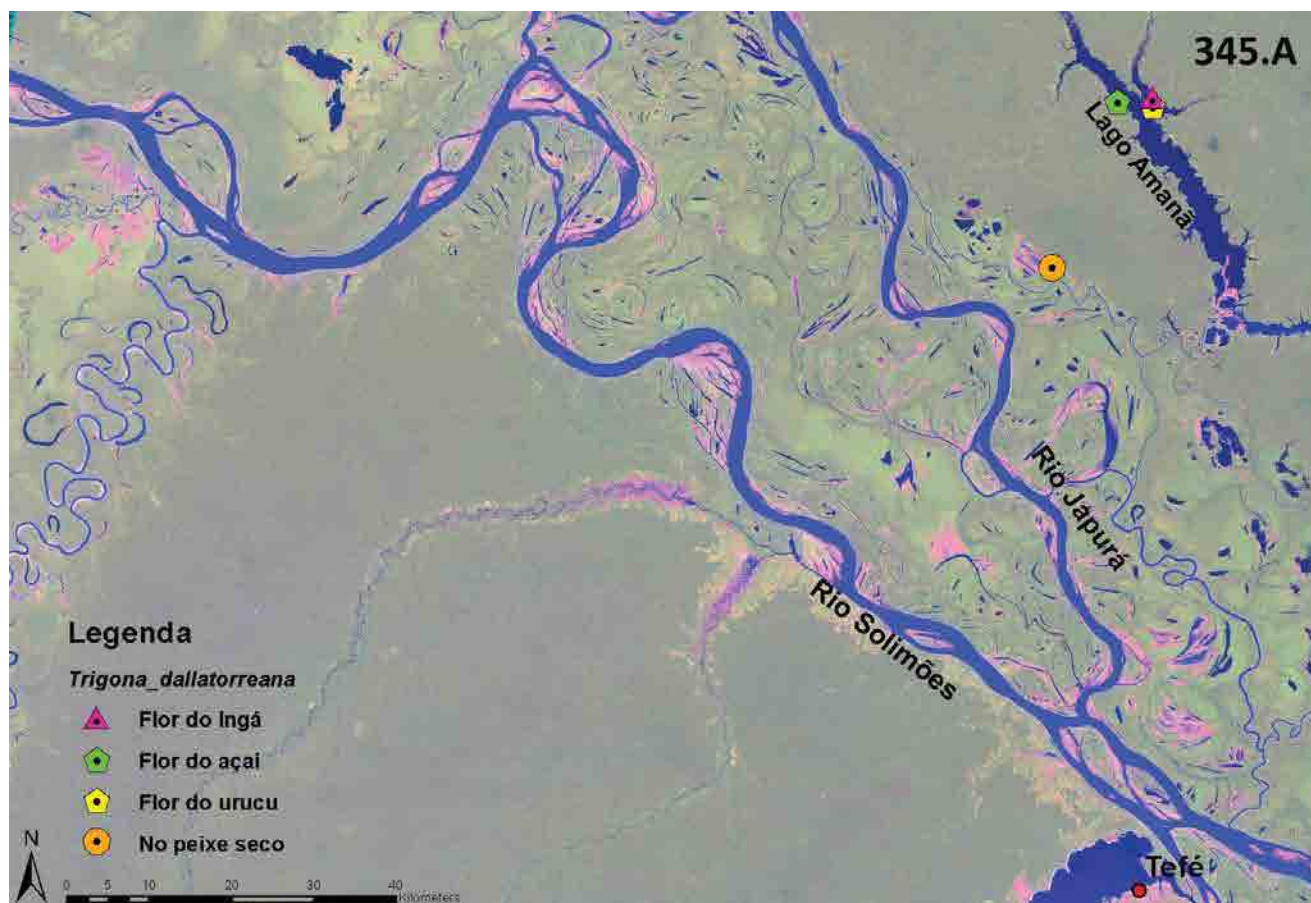 345.A
Lago Amanã
Rio Japurá
Rio Solimões
Legenda
Trigona_dallatorreana
Flor do Ingá
Flor do açai
Flor do urucu
No peixe seco
N
0 5 10 20 30 40
Kilometers
Tefé